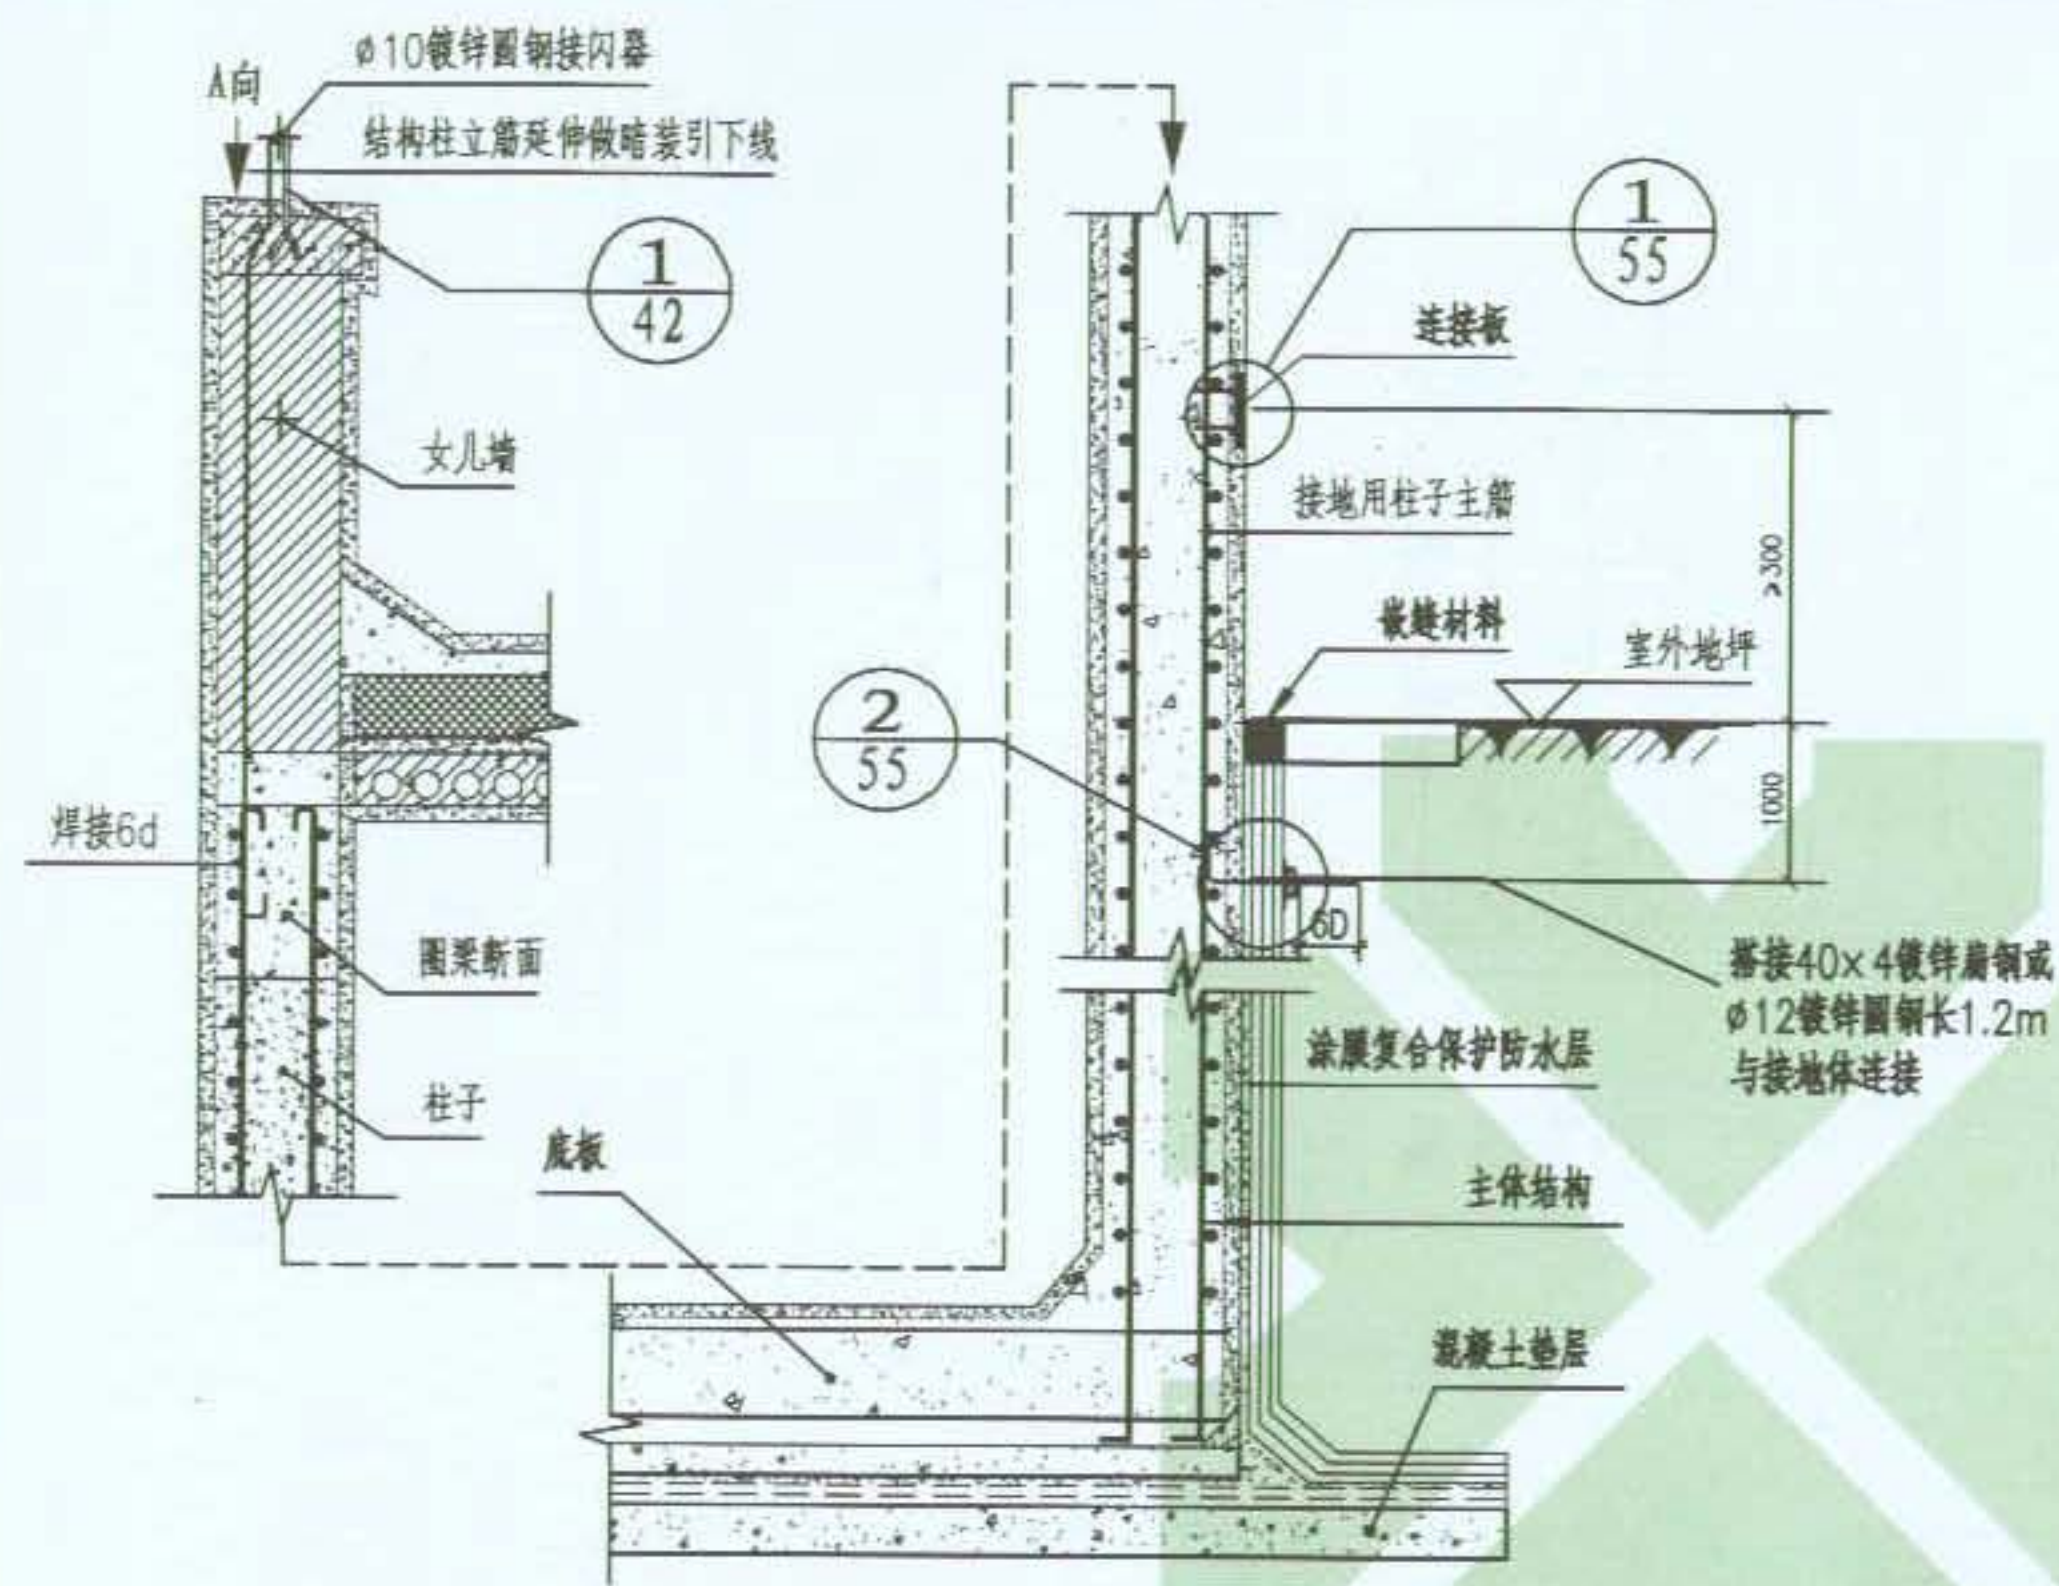 φ10镀锌圆钢接闪器
A向
结构柱立筋延伸做暗装引下线
1
42
1
55
连接板
女儿墙
接地用柱子主筋
≥300
嵌缝材料
室外地坪
2
55
1000
焊接6d
6D
圈梁断面
搭接40×4镀锌扁钢或
φ12镀锌圆钢长1.2m
与接地体连接
涂膜复合保护防水层
柱子
底板
主体结构
混凝土垫层